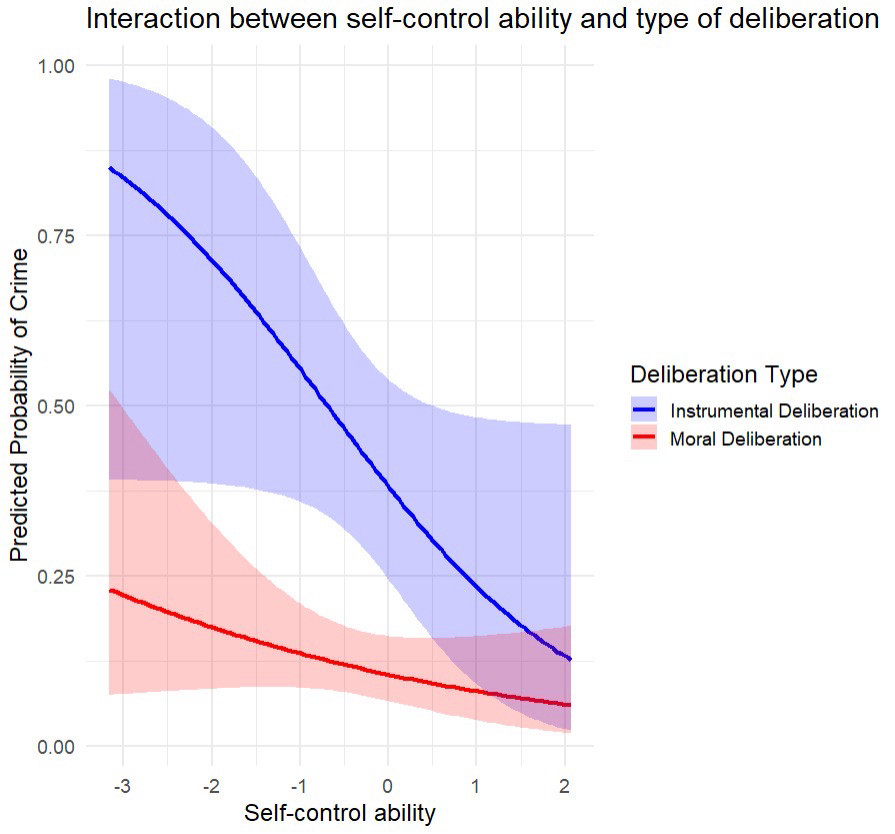 Interaction between self-control ability and type of deliberation
Predicted Probability of Crime
1.00
0.75
0.50
0.25
0.00
-3 -2 -1 0 1 2
Self-control ability
Deliberation Type
Instrumental Deliberation
Moral Deliberation